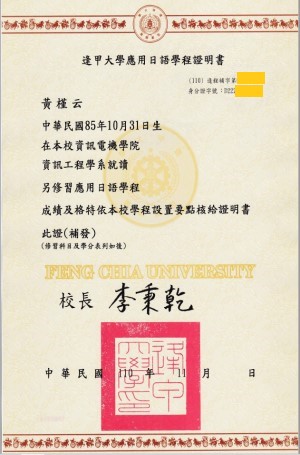 逢甲大學應用日語學程證明書
(110)逢程補字第
身分證字號:D222
黃槿云
中華民國85年10月31日生
在本校資訊電機學院
資訊工程學系就讀
另修習應用日語學程
成績及格特依本校學程設置要點核給證明書
此證(補發)
(修習科目及學分表列如後)
FENG CHIA UNIVERSITY
校長 李秉乾
逢甲大學印
中華民國 110 年 11 月 日